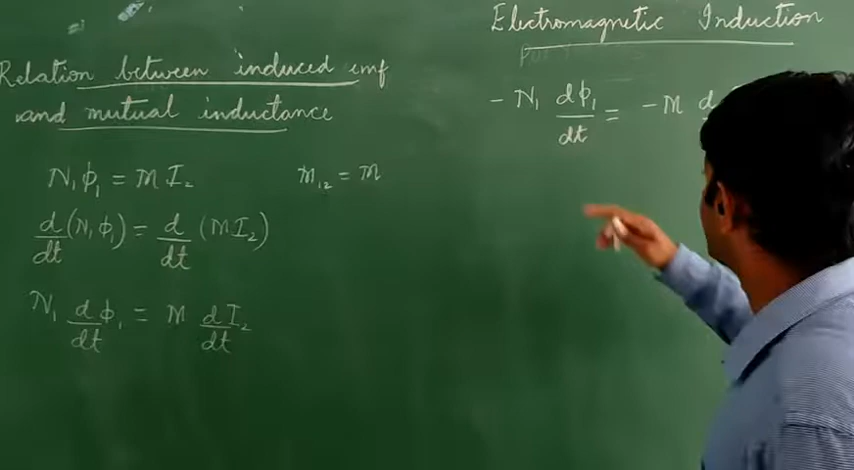 Electromagnetic Induction
Relation between induced emf
and mutual inductance
N₁ϕ₁ = M I₂
M₁₂ = M
d/dt (N₁ϕ₁) = d/dt (M I₂)
N₁ d/dt ϕ₁ = M dI₂/dt
- N₁ dϕ₁/dt = - M d